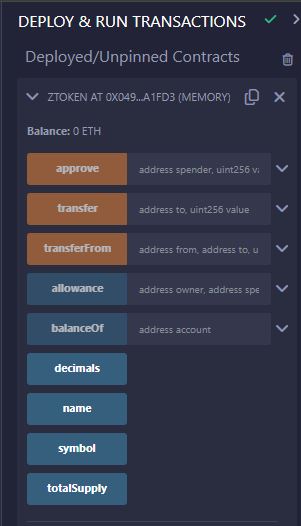 DEPLOY & RUN TRANSACTIONS
Deployed/Unpinned Contracts
ZTOKEN AT 0X049...A1FD3 (MEMORY)
Balance: 0 ETH
approve address spender, uint256 va
transfer address to, uint256 value
transferFrom address from, address to, u
allowance address owner, address spe
balanceOf address account
decimals
name
symbol
totalSupply